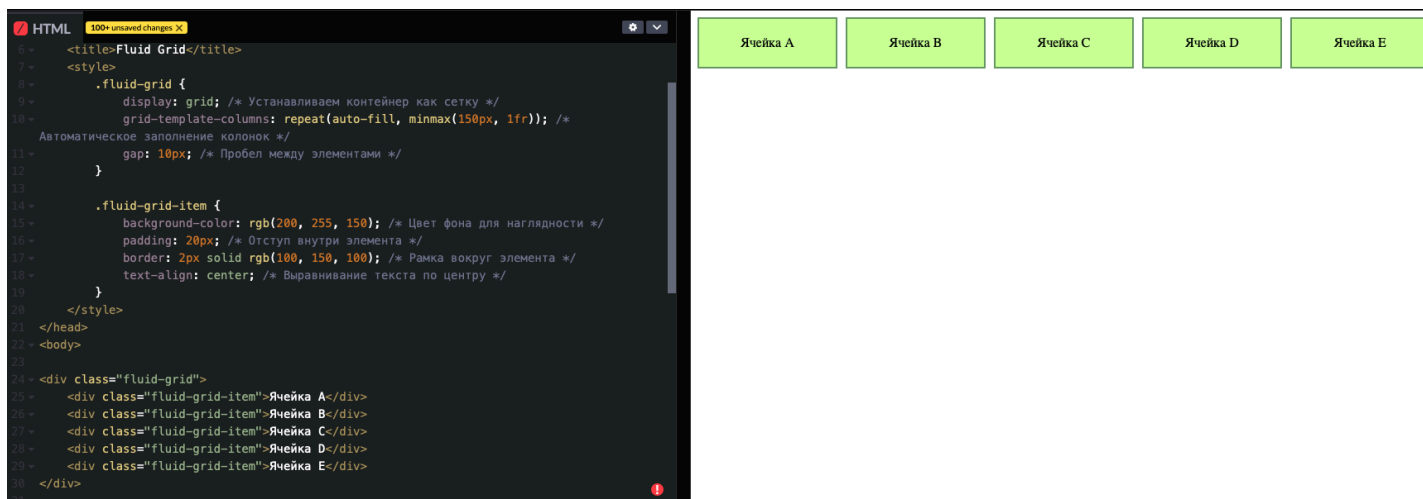 HTML 100+ unsaved changes X
6 <title>Fluid Grid</title>
7 <style>
8 .fluid-grid {
9 display: grid; /* Устанавливаем контейнер как сетку */
10 grid-template-columns: repeat(auto-fill, minmax(150px, 1fr)); /*
Автоматическое заполнение колонок */
11 gap: 10px; /* Пробел между элементами */
12 }
13
14 .fluid-grid-item {
15 background-color: rgb(200, 255, 150); /* Цвет фона для наглядности */
16 padding: 20px; /* Отступ внутри элемента */
17 border: 2px solid rgb(100, 150, 100); /* Рамка вокруг элемента */
18 text-align: center; /* Выравнивание текста по центру */
19 }
20 </style>
21 </head>
22 <body>
23
24 <div class="fluid-grid">
25 <div class="fluid-grid-item">Ячейка A</div>
26 <div class="fluid-grid-item">Ячейка B</div>
27 <div class="fluid-grid-item">Ячейка C</div>
28 <div class="fluid-grid-item">Ячейка D</div>
29 <div class="fluid-grid-item">Ячейка E</div>
30 </div>
Ячейка A Ячейка B Ячейка C Ячейка D Ячейка E